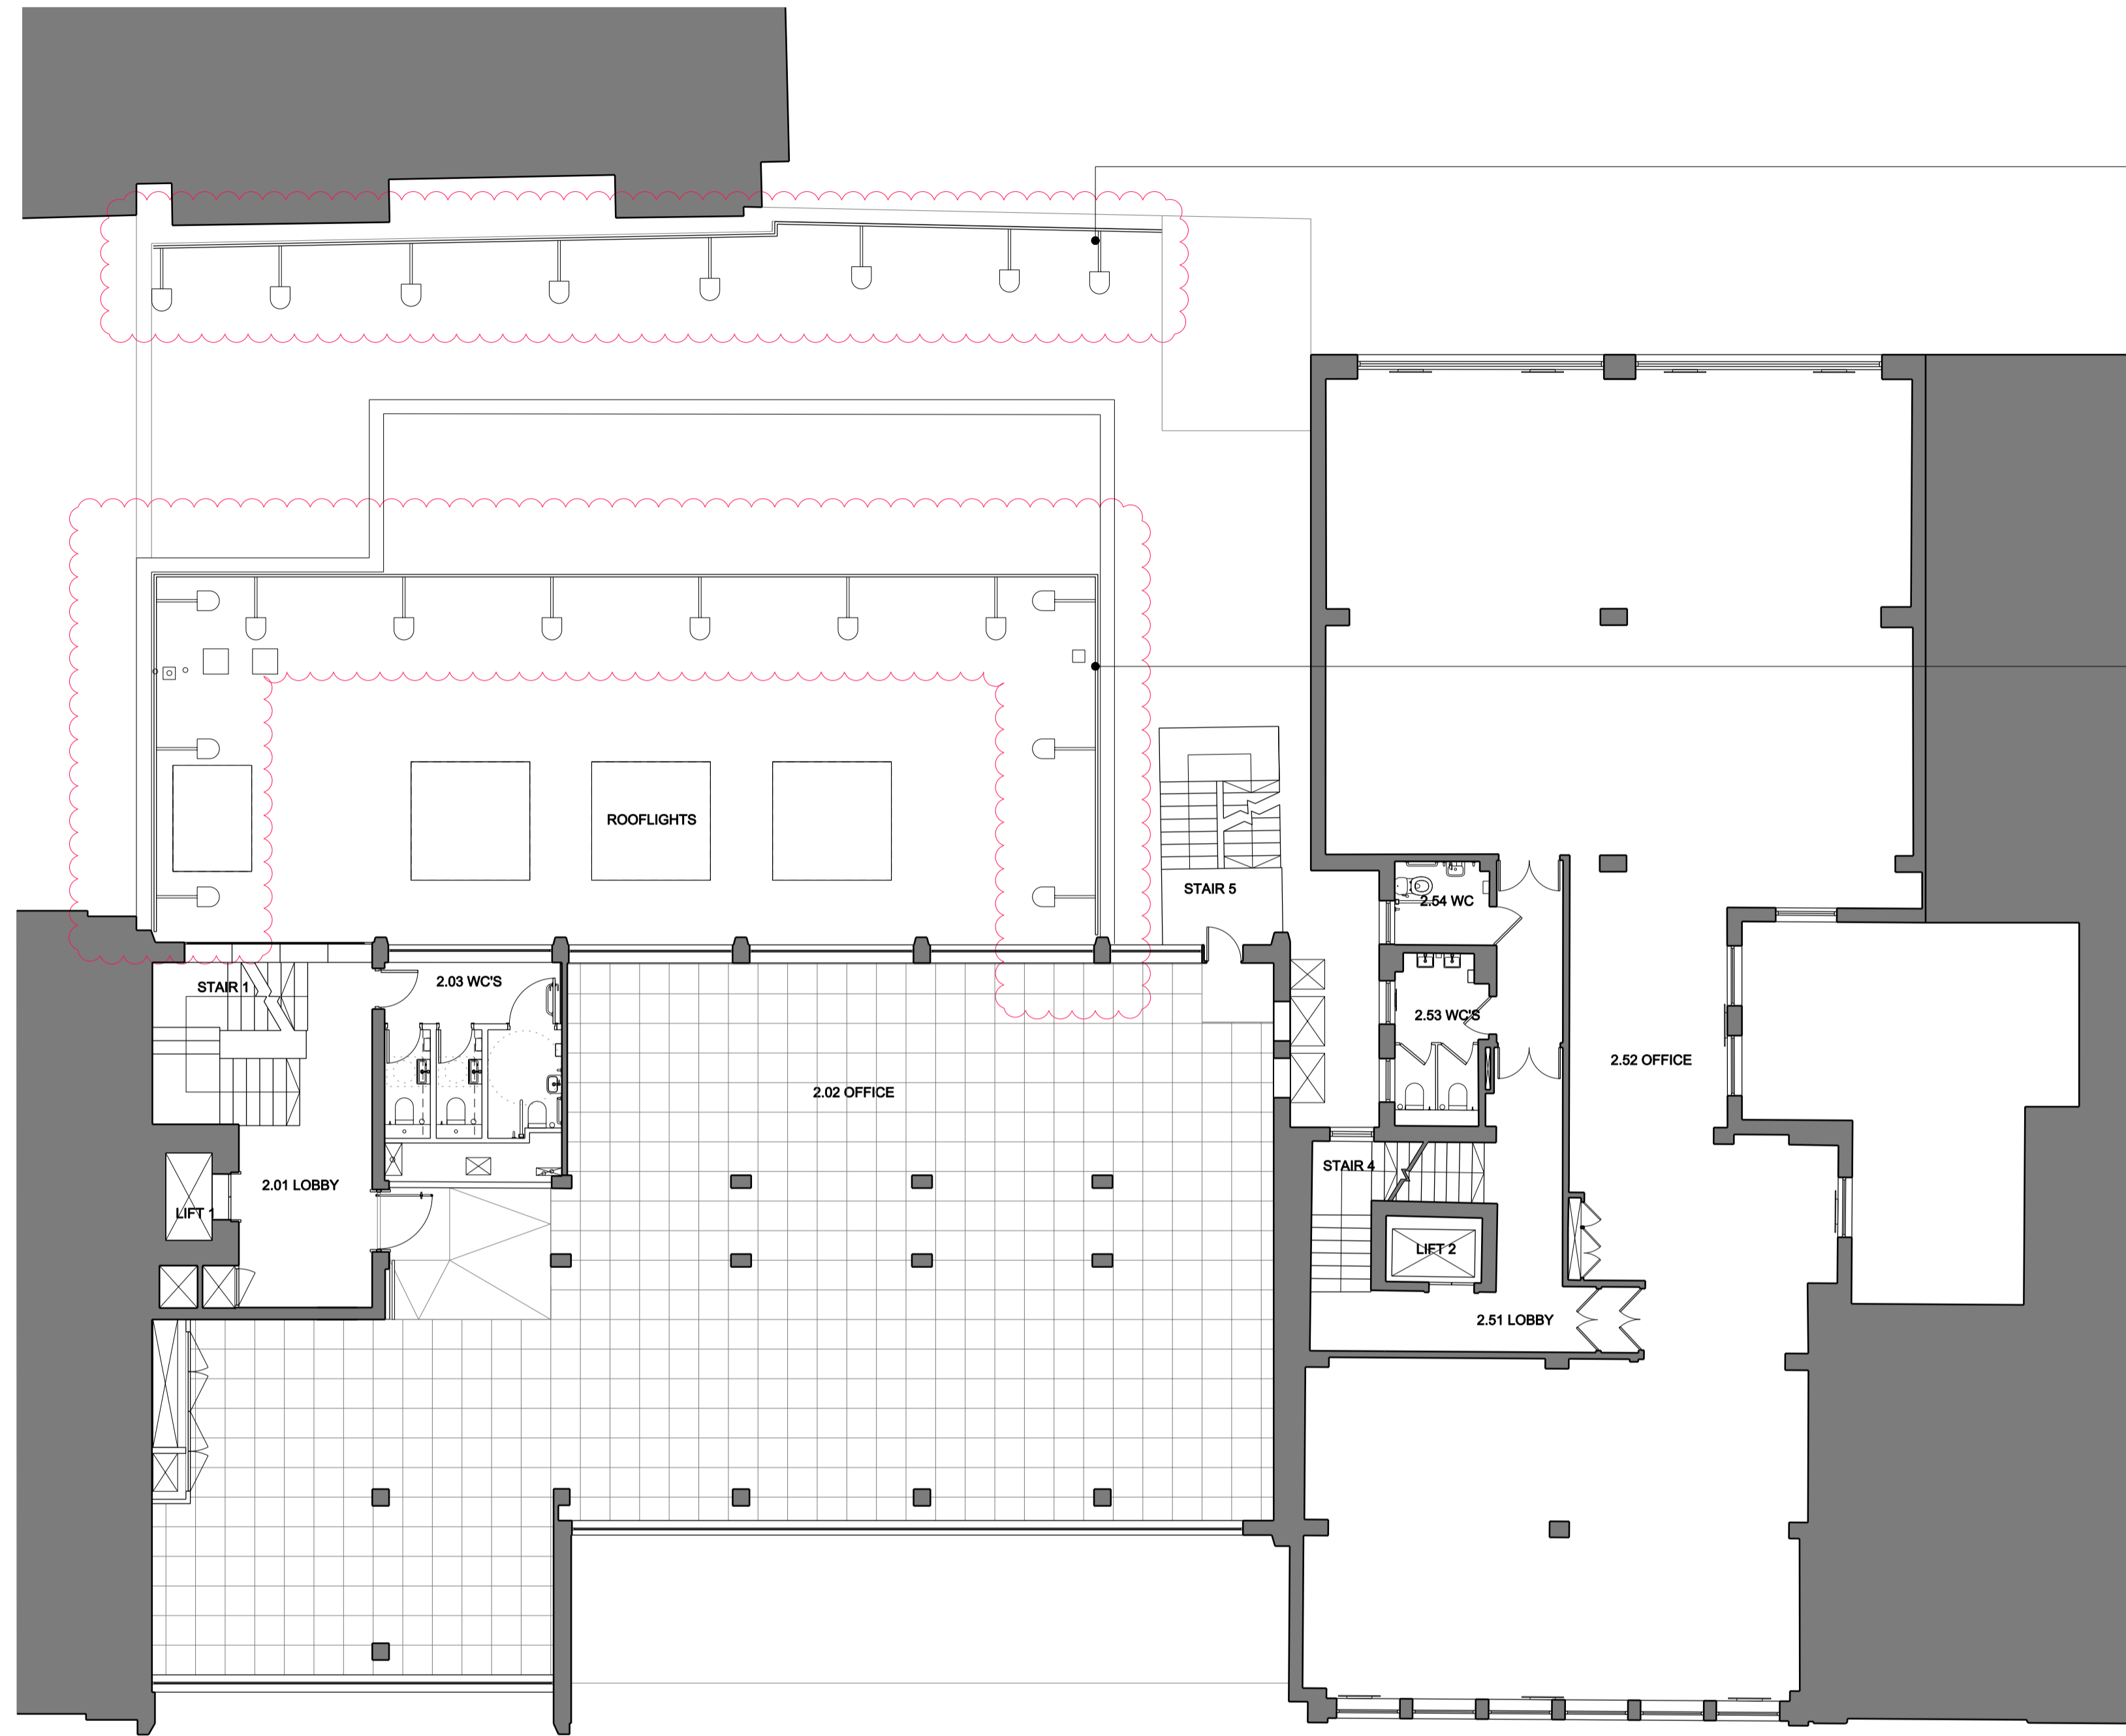 ROOFLIGHTS
STAIR 5
2.54 WC
STAIR 1
2.03 WC'S
2.53 WC'S
2.02 OFFICE
2.52 OFFICE
STAIR 4
2.01 LOBBY
LIFT 1
LIFT 2
2.51 LOBBY